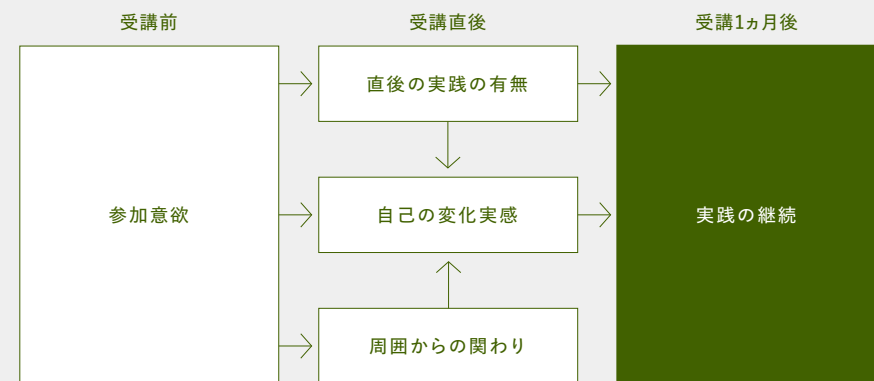 受講前
受講直後
受講1ヵ月後
直後の実践の有無
参加意欲
自己の変化実感
実践の継続
周囲からの関わり